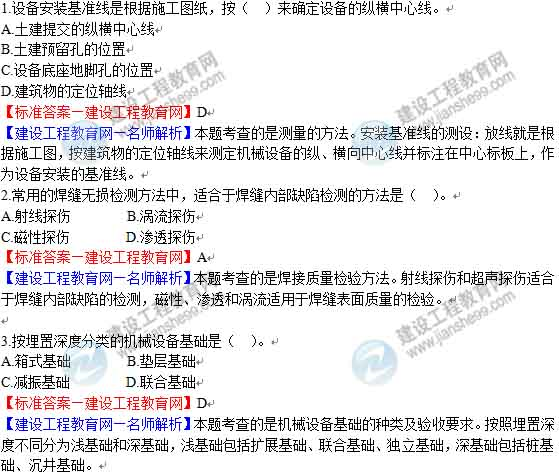 1.设备安装基准线是根据施工图纸，按（    ）来确定设备的纵横中心线。
A.土建提交的纵横中心线
B.土建预留孔的位置
C.设备底座地脚孔的位置
D.建筑物的定位轴线
【标准答案—建设工程教育网】D
【建设工程教育网—名师解析】本题考查的是测量的方法。安装基准线的测设：放线就是根
据施工图，按建筑物的定位轴线来测定机械设备的纵、横向中心线并标注在中心标板上，作
为设备安装的基准线。
2.常用的焊缝无损检测方法中，适合于焊缝内部缺陷检测的方法是（    ）。
A.射线探伤 B.涡流探伤
C.磁性探伤 D.渗透探伤
【标准答案—建设工程教育网】A
【建设工程教育网—名师解析】本题考查的是焊接质量检验方法。射线探伤和超声探伤适合
于焊缝内部缺陷的检测，磁性、渗透和涡流适用于焊缝表面质量的检验。
3.按埋置深度分类的机械设备基础是（    ）。
A.箱式基础 B.垫层基础
C.减振基础 D.联合基础
【标准答案—建设工程教育网】D
【建设工程教育网—名师解析】本题考查的是机械设备基础的种类及验收要求。按照埋置深
度不同分为浅基础和深基础，浅基础包括扩展基础、联合基础、独立基础，深基础包括桩基
础、沉井基础。
建设工程教育网
www.jianshe99.com
建设工程教育网
www.jianshe99.com
建设工程教育网
www.jianshe99.com
建设工程教育网
www.jianshe99.com